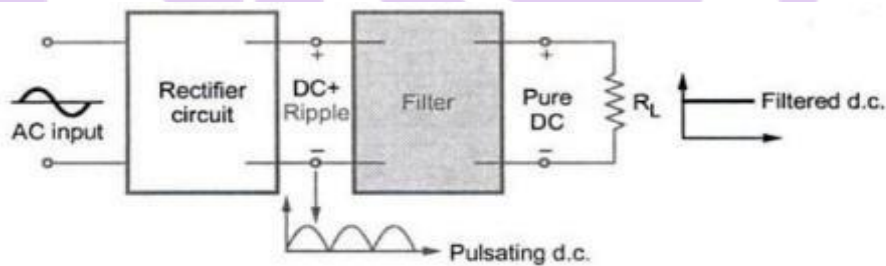 AC input
Rectifier
circuit
+
DC+
Ripple
−
Filter
+
Pure
DC
−
R_L
Filtered d.c.
Pulsating d.c.